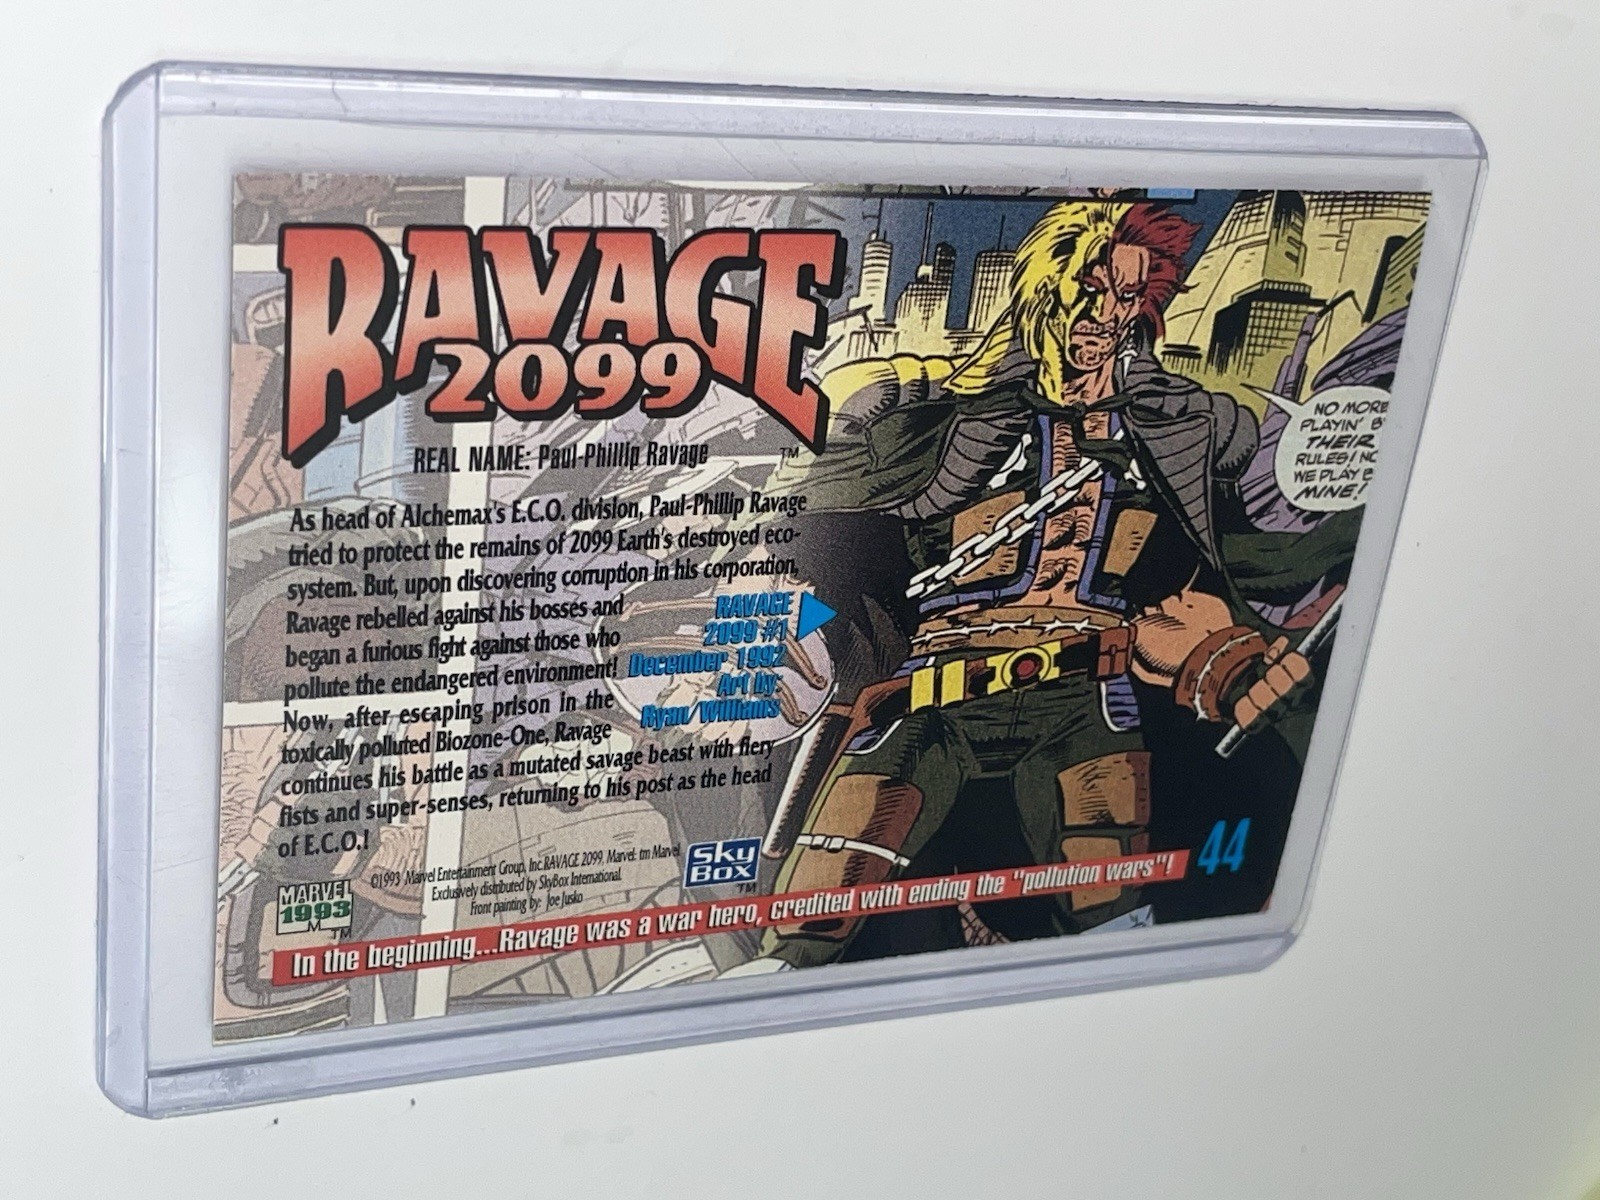 RAVAGE
2099
TM
REAL NAME: Paul-Phillip Ravage
As head of Alchemax's E.C.O. division, Paul-Phillip Ravage
tried to protect the remains of 2099 Earth's destroyed eco-
system. But, upon discovering corruption in his corporation,
Ravage rebelled against his bosses and
began a furious fight against those who
pollute the endangered environment!
Now, after escaping prison in the
toxically polluted Biozone-One, Ravage
continues his battle as a mutated savage beast with fiery
fists and super-senses, returning to his post as the head
of E.C.O.!
RAVAGE
2099 #1
December 1992
Art by:
Ryan/Williams
NO MORE
PLAYIN' B
THEIR
RULES! NO
WE PLAY B
MINE!
MARVEL
1993
TM
©1993 Marvel Entertainment Group, Inc.RAVAGE 2099, Marvel: tm Marvel
Exclusively distributed by SkyBox International.
Front painting by: Joe Jusko
SKY
BOX
TM
In the beginning...Ravage was a war hero, credited with ending the "pollution wars"!
44